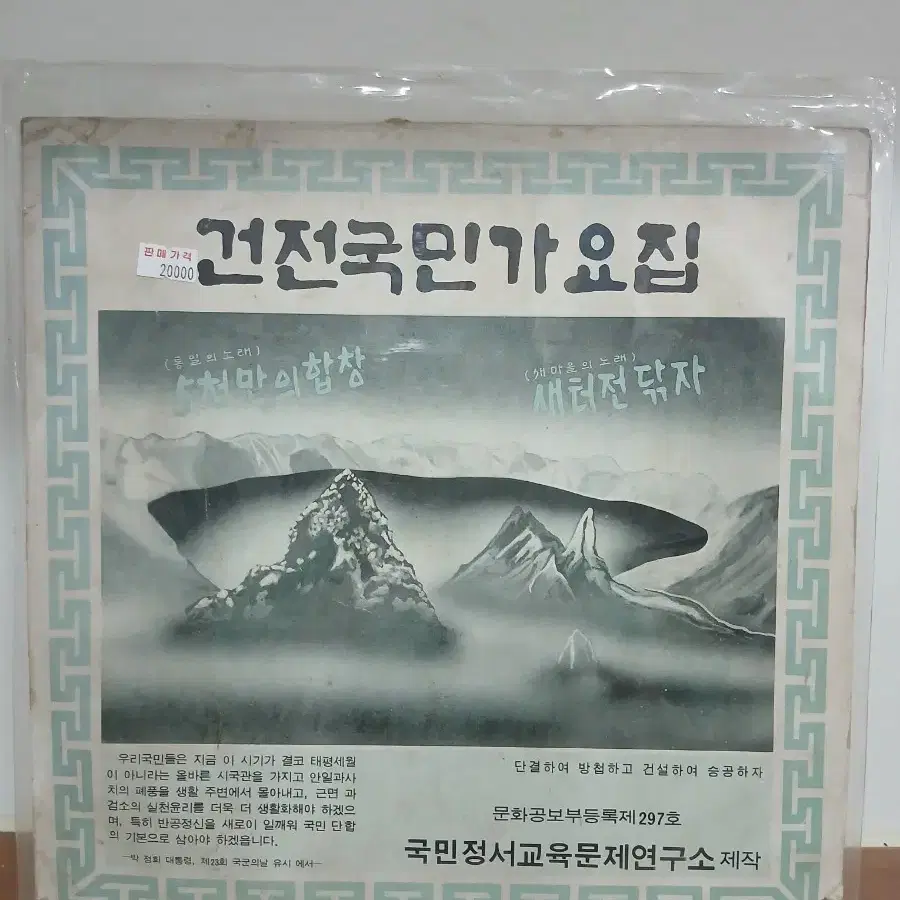 건전국민가요집
판매가격
20000
(통일의 노래)
5천만의합창
(새마을의 노래)
새터전 닦자
우리국민들은 지금 이 시기가 결코 태평세월
이 아니라는 올바른 시국관을 가지고 안일과사
치의 폐풍을 생활 주변에서 몰아내고, 근면 과
검소의 실천윤리를 더욱 더 생활화해야 하겠으
며, 특히 반공정신을 새로이 일깨워 국민 단합
의 기본으로 삼아야 하겠읍니다.
—박 정희 대통령, 제23회 국군의날 유시 에서—
단결하여 방첩하고 건설하여 승공하자
문화공보부등록제297호
국민정서교육문제연구소 제작